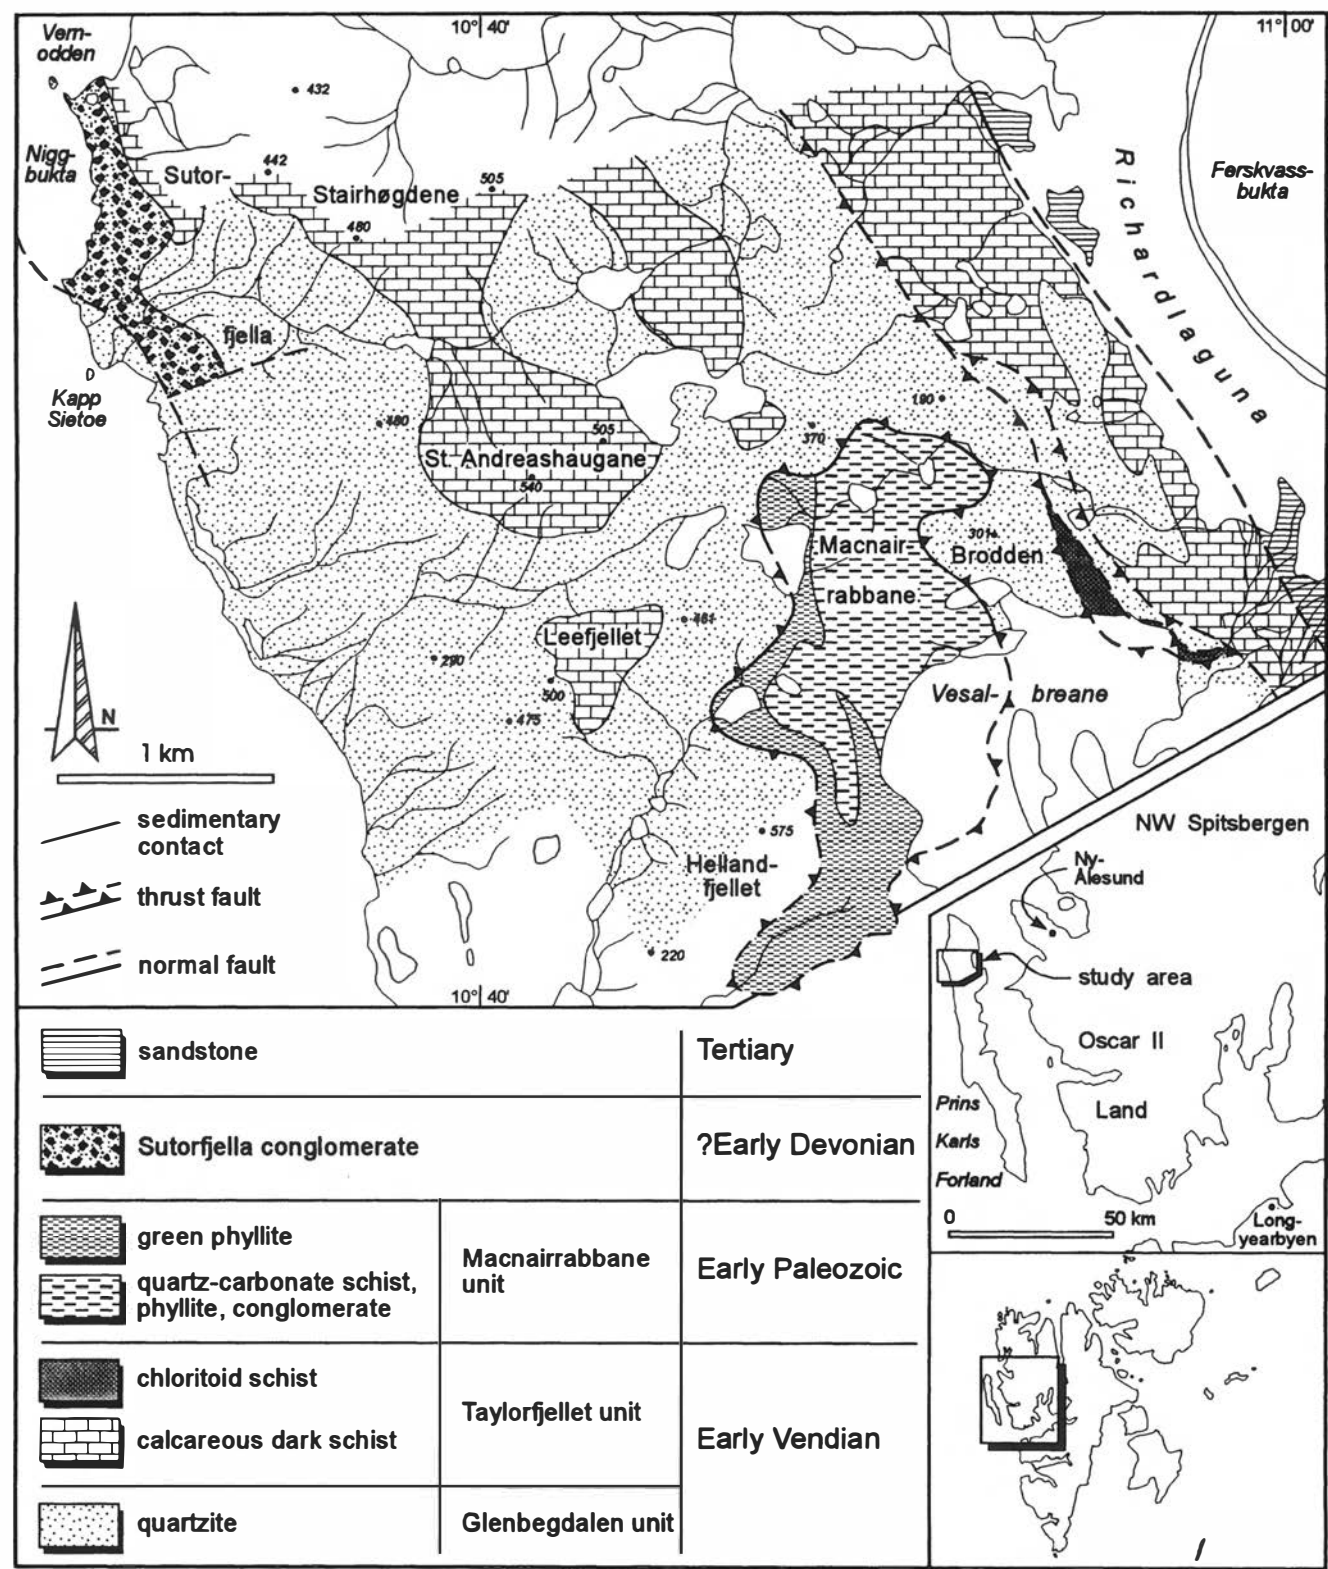 10° 40'
11° 00'
Vern-
odden
432
Nigg-
bukta
442
Sutor-
Stairhøgdene
505
480
Richardlaguna
Ferskvass-
bukta
fjella
Kapp
Sietoe
480
190
370
505
St. Andreashaugane
540
301
Brodden
Macnair-
rabbane
461
Leefjellet
290
500
475
Vesal- breane
N
1 km
sedimentary
contact
thrust fault
normal fault
575
Helland-
fjellet
220
10° 40'
NW Spitsbergen
Ny-
Ålesund
study area
Oscar II
Land
Prins
Karls
Forland
0 50 km
Long-
yearbyen
sandstone
Tertiary
Sutorfjella conglomerate
?Early Devonian
green phyllite
quartz-carbonate schist,
phyllite, conglomerate
Macnairrabbane
unit
Early Paleozoic
chloritoid schist
calcareous dark schist
Taylorfjellet unit
Early Vendian
quartzite
Glenbegdalen unit